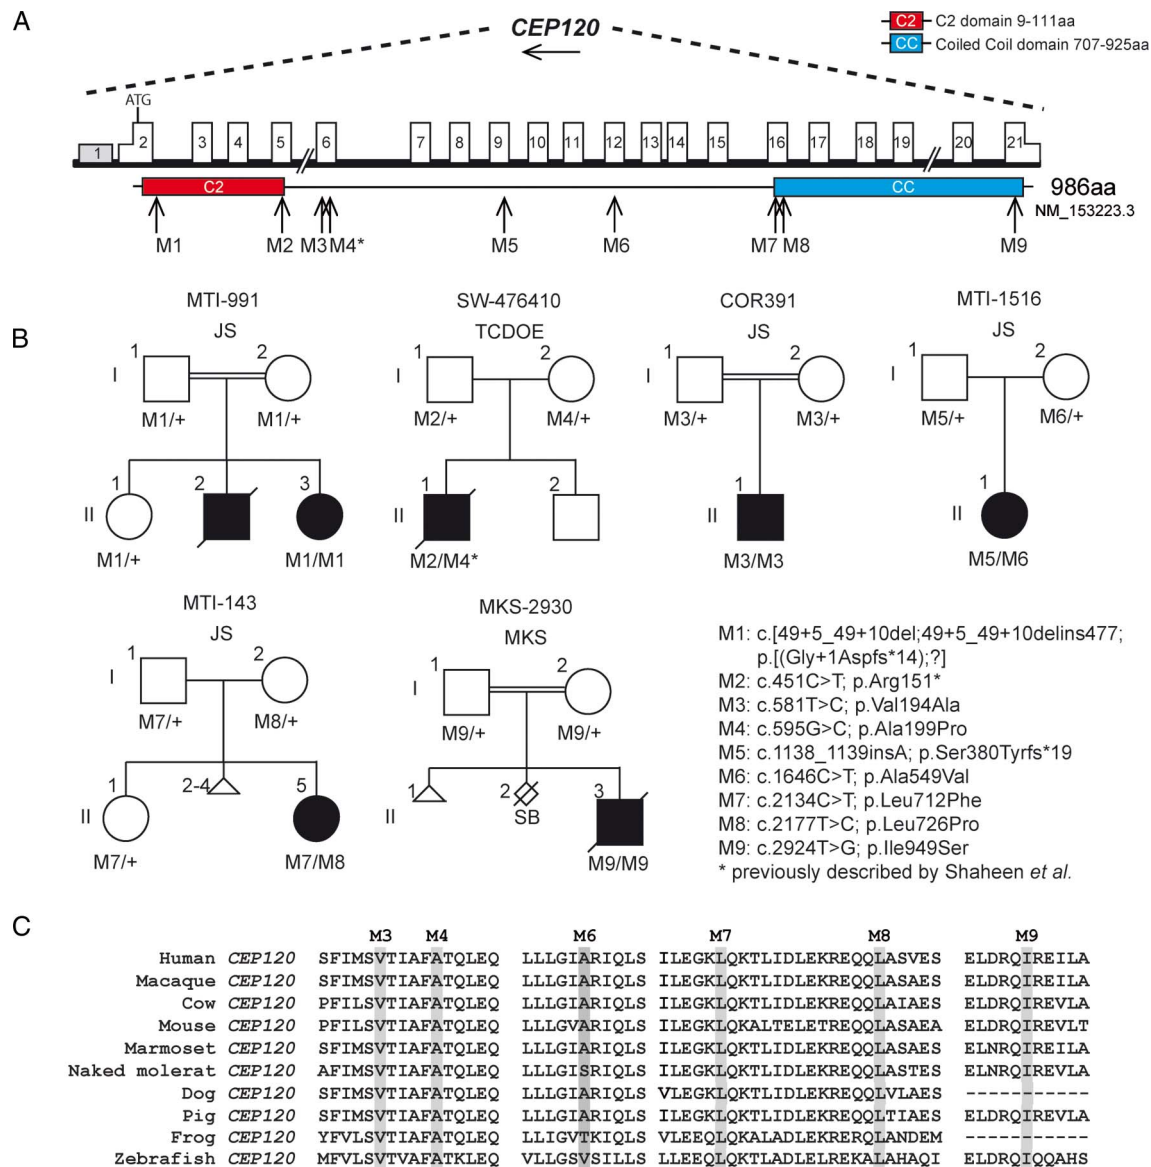 A
CEP120
C2 C2 domain 9-111aa
CC Coiled Coil domain 707-925aa
ATG
1 2 3 4 5 6 7 8 9 10 11 12 13 14 15 16 17 18 19 20 21
C2 CC 986aa
NM_153223.3
M1 M2 M3 M4* M5 M6 M7 M8 M9
B
MTI-991
JS
I
1 2
M1/+ M1/+
II
1 2 3
M1/+ M1/M1
SW-476410
TCDOE
I
1 2
M2/+ M4/+
II
1 2
M2/M4*
COR391
JS
I
1 2
M3/+ M3/+
II
1
M3/M3
MTI-1516
JS
I
1 2
M5/+ M6/+
II
1
M5/M6
MTI-143
JS
I
1 2
M7/+ M8/+
II
1 2-4 5
M7/+ M7/M8
MKS-2930
MKS
I
1 2
M9/+ M9/+
II
1 2 3
SB
M9/M9
M1: c.[49+5_49+10del;49+5_49+10delins477;
p.[(Gly+1Aspfs*14);?]
M2: c.451C>T; p.Arg151*
M3: c.581T>C; p.Val194Ala
M4: c.595G>C; p.Ala199Pro
M5: c.1138_1139insA; p.Ser380Tyrfs*19
M6: c.1646C>T; p.Ala549Val
M7: c.2134C>T; p.Leu712Phe
M8: c.2177T>C; p.Leu726Pro
M9: c.2924T>G; p.Ile949Ser
* previously described by Shaheen et al.
C
M3 M4 M6 M7 M8 M9
Human CEP120 SFIMSVTIAFATQLEQ LLLGIARIQLS ILEGKLQKTLIDLEKREQQLASVES ELDRQIREILA
Macaque CEP120 SFIMSVTIAFATQLEQ LLLGIARIQLS ILEGKLQKTLIDLEKREQQLASAES ELDRQIREILA
Cow CEP120 PFILSVTIAFATQLEQ LLLGIARIQLS ILEGKLQKTLIDLEKREQQLAIAES ELDRQIREVLA
Mouse CEP120 PFILSVTIAFATQLEQ LLLGVARIQLS ILEGKLQKALTELETREQQLASAEA ELDRQIREVLT
Marmoset CEP120 SFIMSVTIAFATQLEQ LLLGIARIQLS ILEGKLQKTLIDLEKREQQLASAES ELNRQIREILA
Naked molerat CEP120 AFIMSVTIAFATQLEQ LLLGISRIQLS ILEGKLQKTLIDLEKREQQLASTES ELNRQIREVLA
Dog CEP120 SFIMSVTIAFATQLEQ LLLGIARIQLS VLEGKLQKTLIDLEKREQQLVLAES -----------
Pig CEP120 SFIMSVTIAFATQLEQ LLLGIARIQLS ILEGKLQKTLIDLEKREQQLTIAES ELDRQIREVLA
Frog CEP120 YFVLSVTIAFATQLEQ LLIGVTKIQLS VLEEQLQKALADLEKRERQLANDEM -----------
Zebrafish CEP120 MFVLSVTVAFATKLEQ VLLGSVSILLS LLEEQLQKTLADLELREKALAHAQI ELDRQIQQAHS